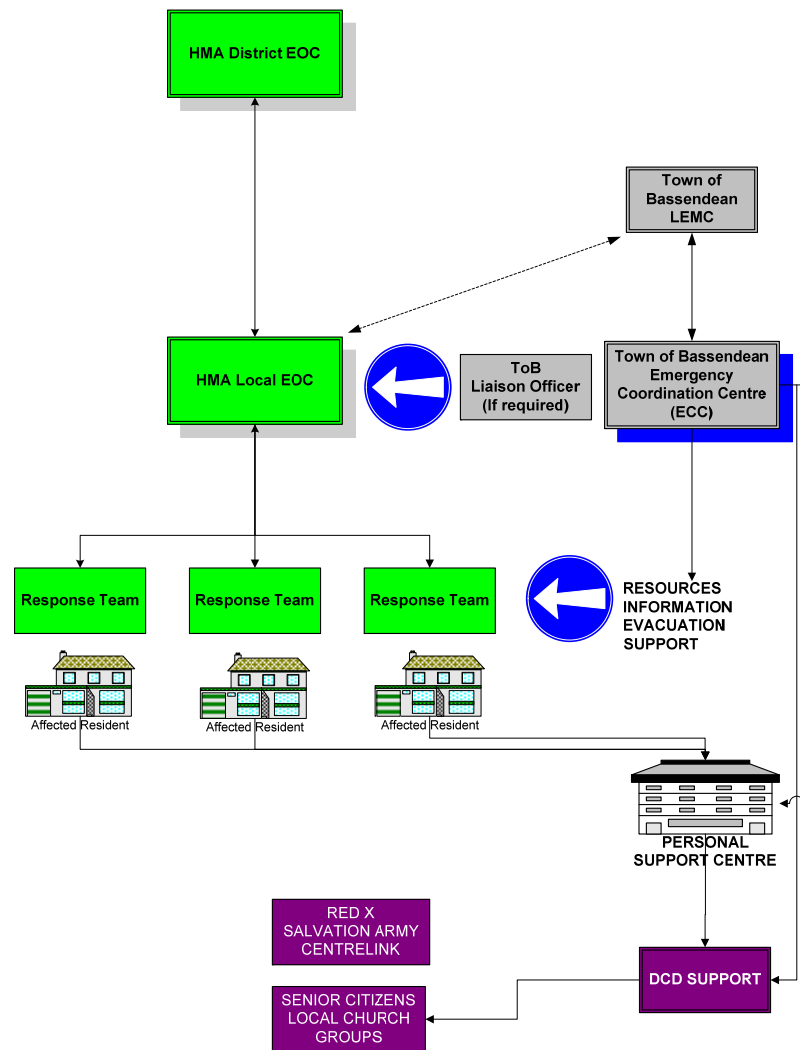 HMA District EOC
Town of
Bassendean
LEMC
HMA Local EOC
ToB
Liaison Officer
(If required)
Town of Bassendean
Emergency
Coordination Centre
(ECC)
Response Team
Response Team
Response Team
RESOURCES
INFORMATION
EVACUATION
SUPPORT
Affected Resident
Affected Resident
Affected Resident
PERSONAL
SUPPORT CENTRE
RED X
SALVATION ARMY
CENTRELINK
DCD SUPPORT
SENIOR CITIZENS
LOCAL CHURCH
GROUPS